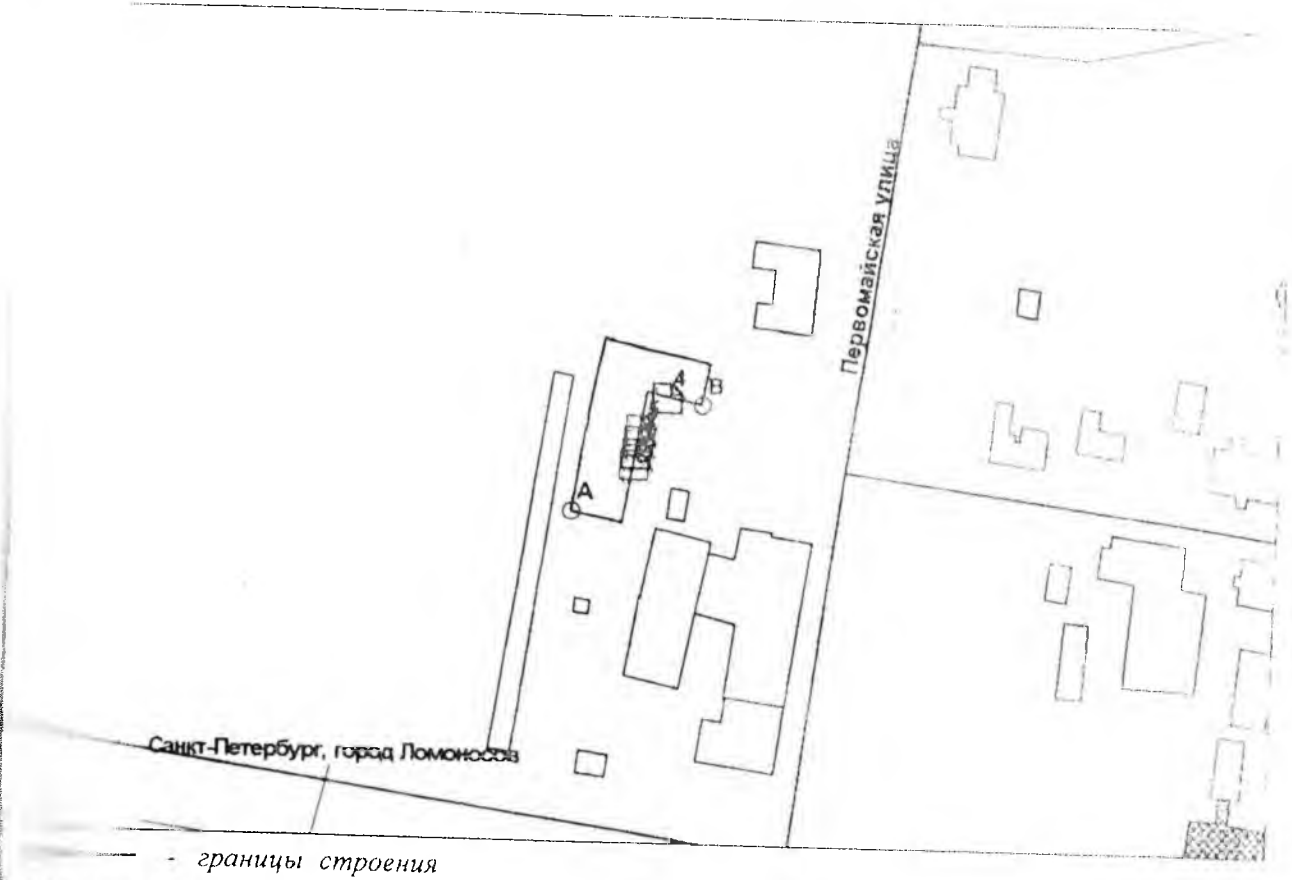 Первомайская улица
А
В
А
Санкт-Петербург, город Ломоносов
- границы строения